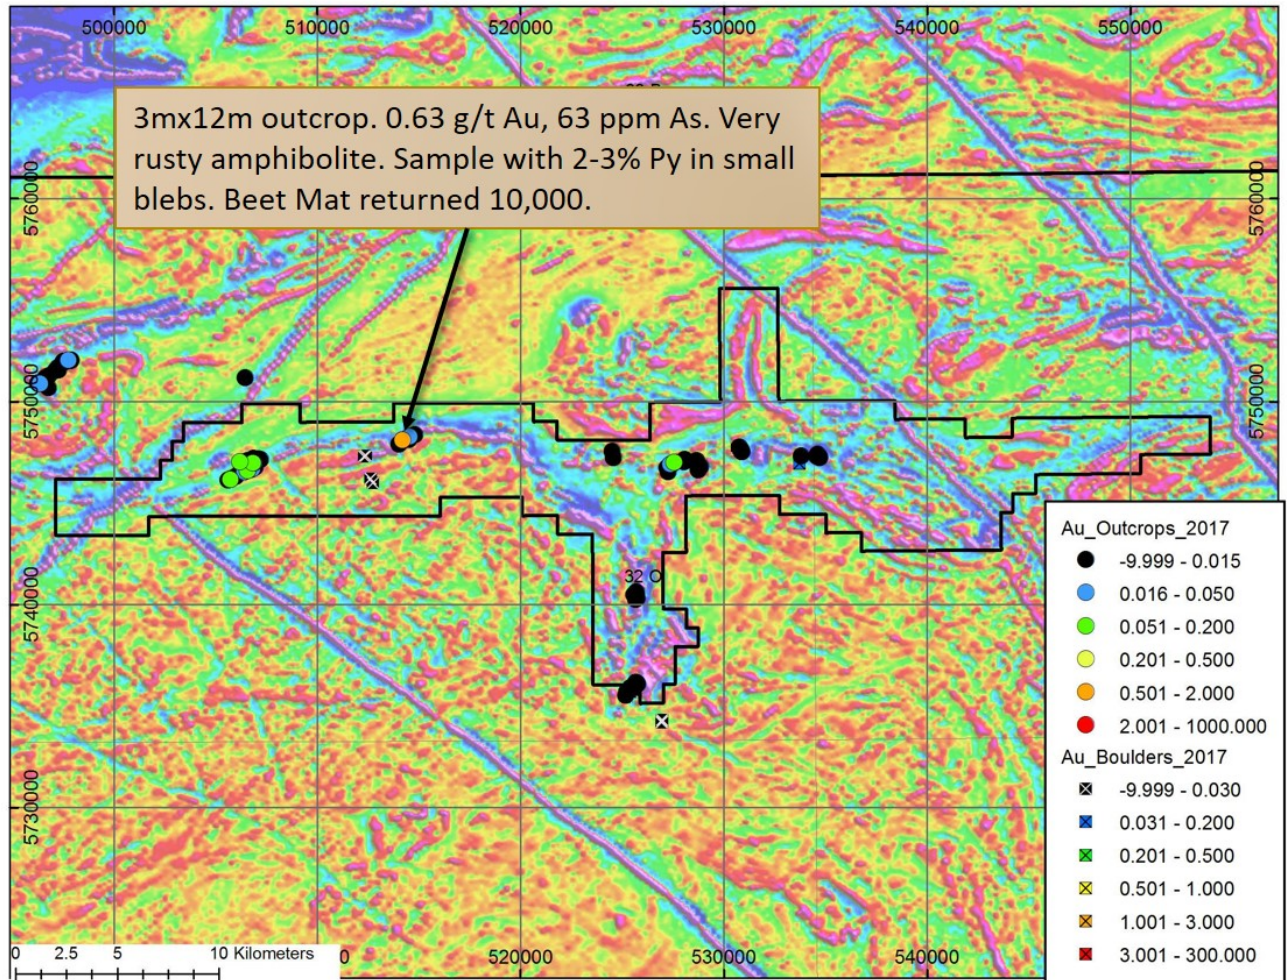 500000 510000 520000 530000 540000 550000
3mx12m outcrop. 0.63 g/t Au, 63 ppm As. Very
rusty amphibolite. Sample with 2-3% Py in small
blebs. Beet Mat returned 10,000.
5760000 5760000
5750000 5750000
32 O
5740000
5730000
Au_Outcrops_2017
-9.999 - 0.015
0.016 - 0.050
0.051 - 0.200
0.201 - 0.500
0.501 - 2.000
2.001 - 1000.000
Au_Boulders_2017
-9.999 - 0.030
0.031 - 0.200
0.201 - 0.500
0.501 - 1.000
1.001 - 3.000
3.001 - 300.000
0 2.5 5 10 Kilometers
0 520000 530000 540000